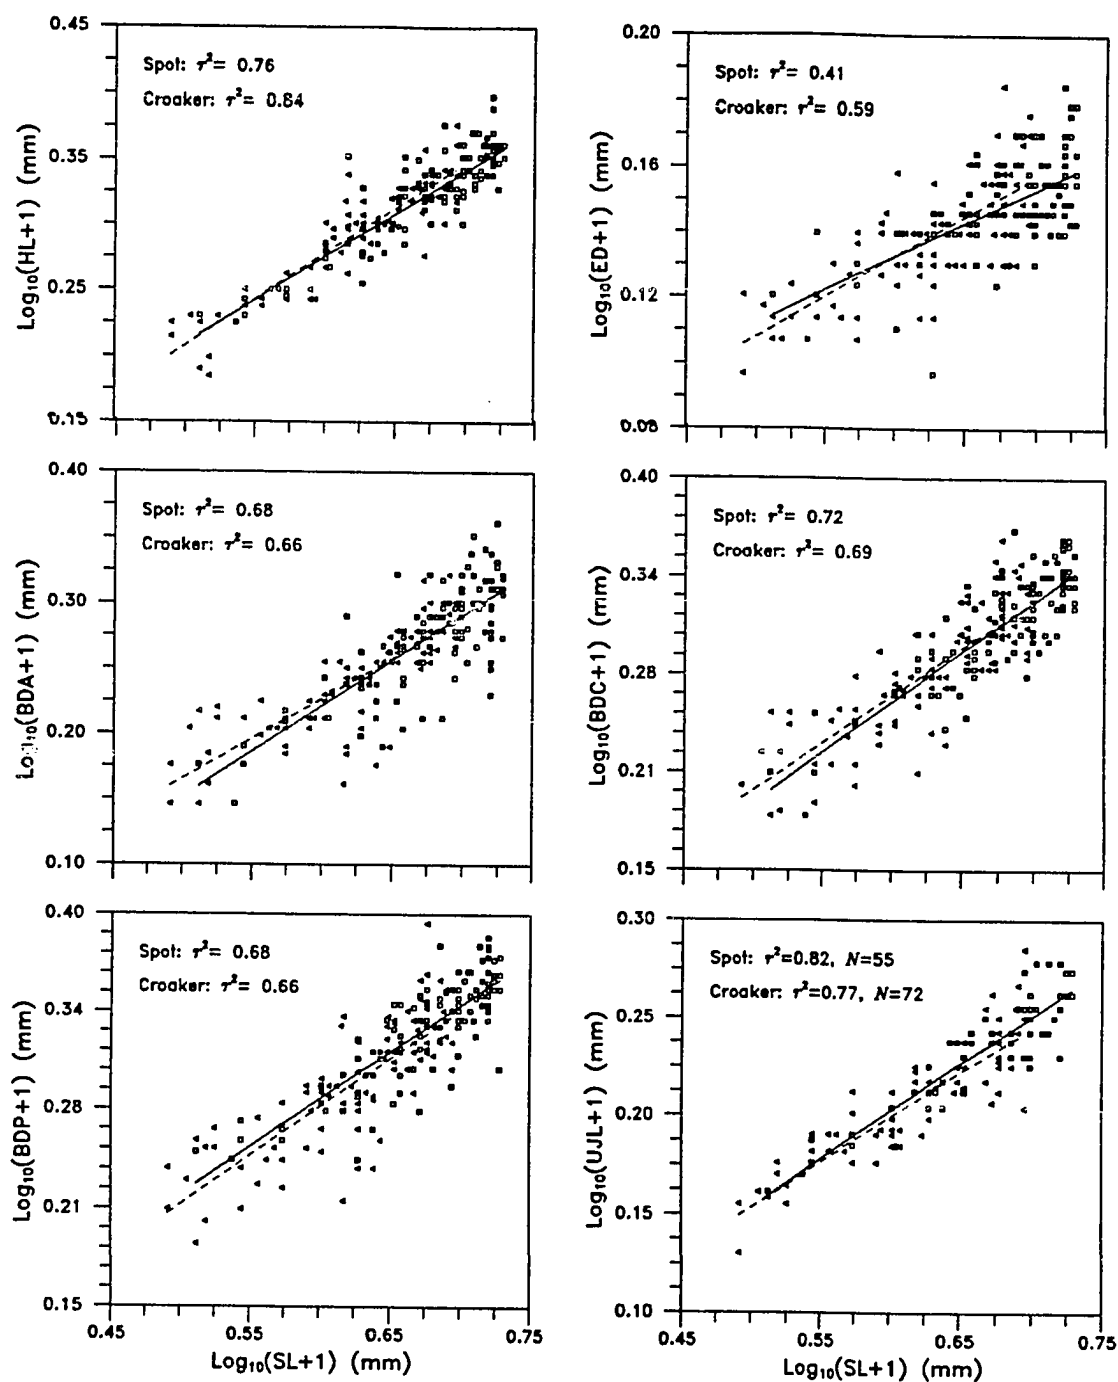 0.45
Spot: r²= 0.76
Croaker: r²= 0.84
0.35
0.25
0.15
Log₁₀(HL+1) (mm)
0.20
Spot: r²= 0.41
Croaker: r²= 0.59
0.16
0.12
0.08
Log₁₀(ED+1) (mm)
0.40
Spot: r²= 0.68
Croaker: r²= 0.66
0.30
0.20
0.10
Log₁₀(BDA+1) (mm)
0.40
Spot: r²= 0.72
Croaker: r²= 0.69
0.34
0.28
0.21
0.15
Log₁₀(BDC+1) (mm)
0.40
Spot: r²= 0.68
Croaker: r²= 0.66
0.34
0.28
0.21
0.15
Log₁₀(BDP+1) (mm)
0.45 0.55 0.65 0.75
Log₁₀(SL+1) (mm)
0.30
Spot: r²=0.82, N=55
Croaker: r²=0.77, N=72
0.25
0.20
0.15
0.10
Log₁₀(UJL+1) (mm)
0.45 0.55 0.65 0.75
Log₁₀(SL+1) (mm)